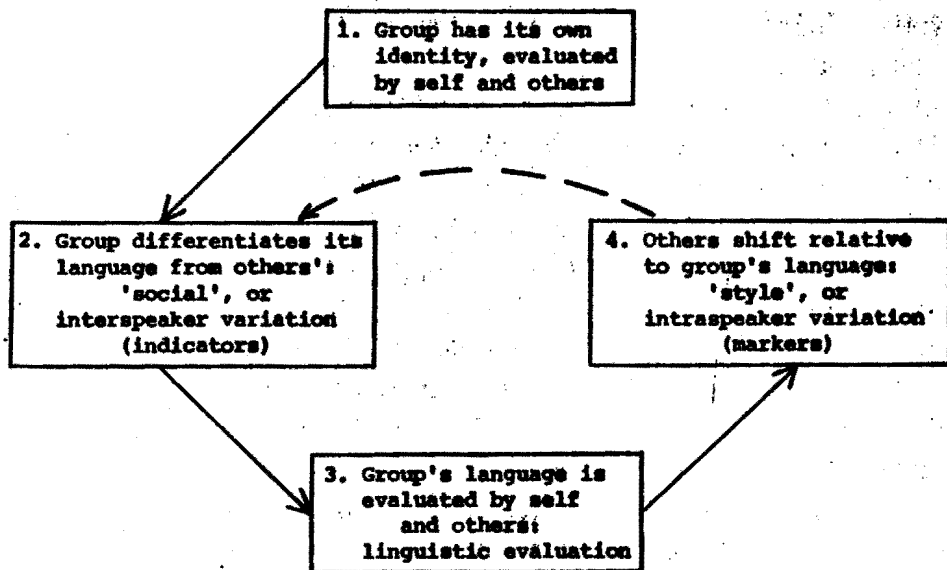 1. Group has its own
identity, evaluated
by self and others
2. Group differentiates its
language from others':
'social', or
interspeaker variation
(indicators)
4. Others shift relative
to group's language:
'style', or
intraspeaker variation
(markers)
3. Group's language is
evaluated by self
and others:
linguistic evaluation